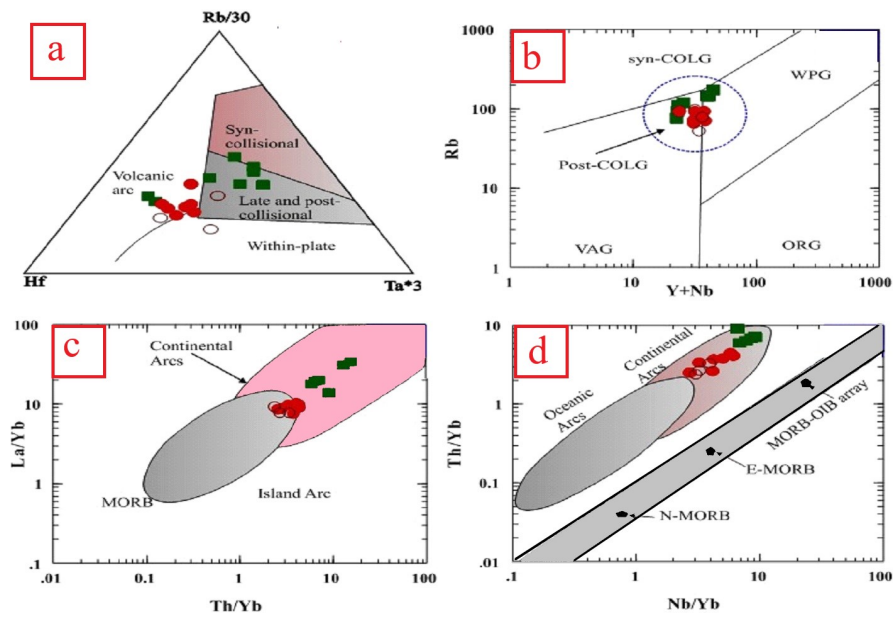 a
Rb/30
Syn-
collisional
Volcanic
arc
Late and post-
collisional
Within-plate
Hf
Ta*3
b
1000
100
10
1
Rb
syn-COLG
WPG
Post-COLG
VAG
ORG
1
10
100
1000
Y+Nb
c
100
10
1
.1
La/Yb
Continental
Arcs
MORB
Island Arc
.01
0.1
1
10
100
Th/Yb
d
10
1
0.1
.01
Th/Yb
Continental
Arcs
Oceanic
Arcs
MORB-OIB array
E-MORB
N-MORB
.1
1
10
100
Nb/Yb